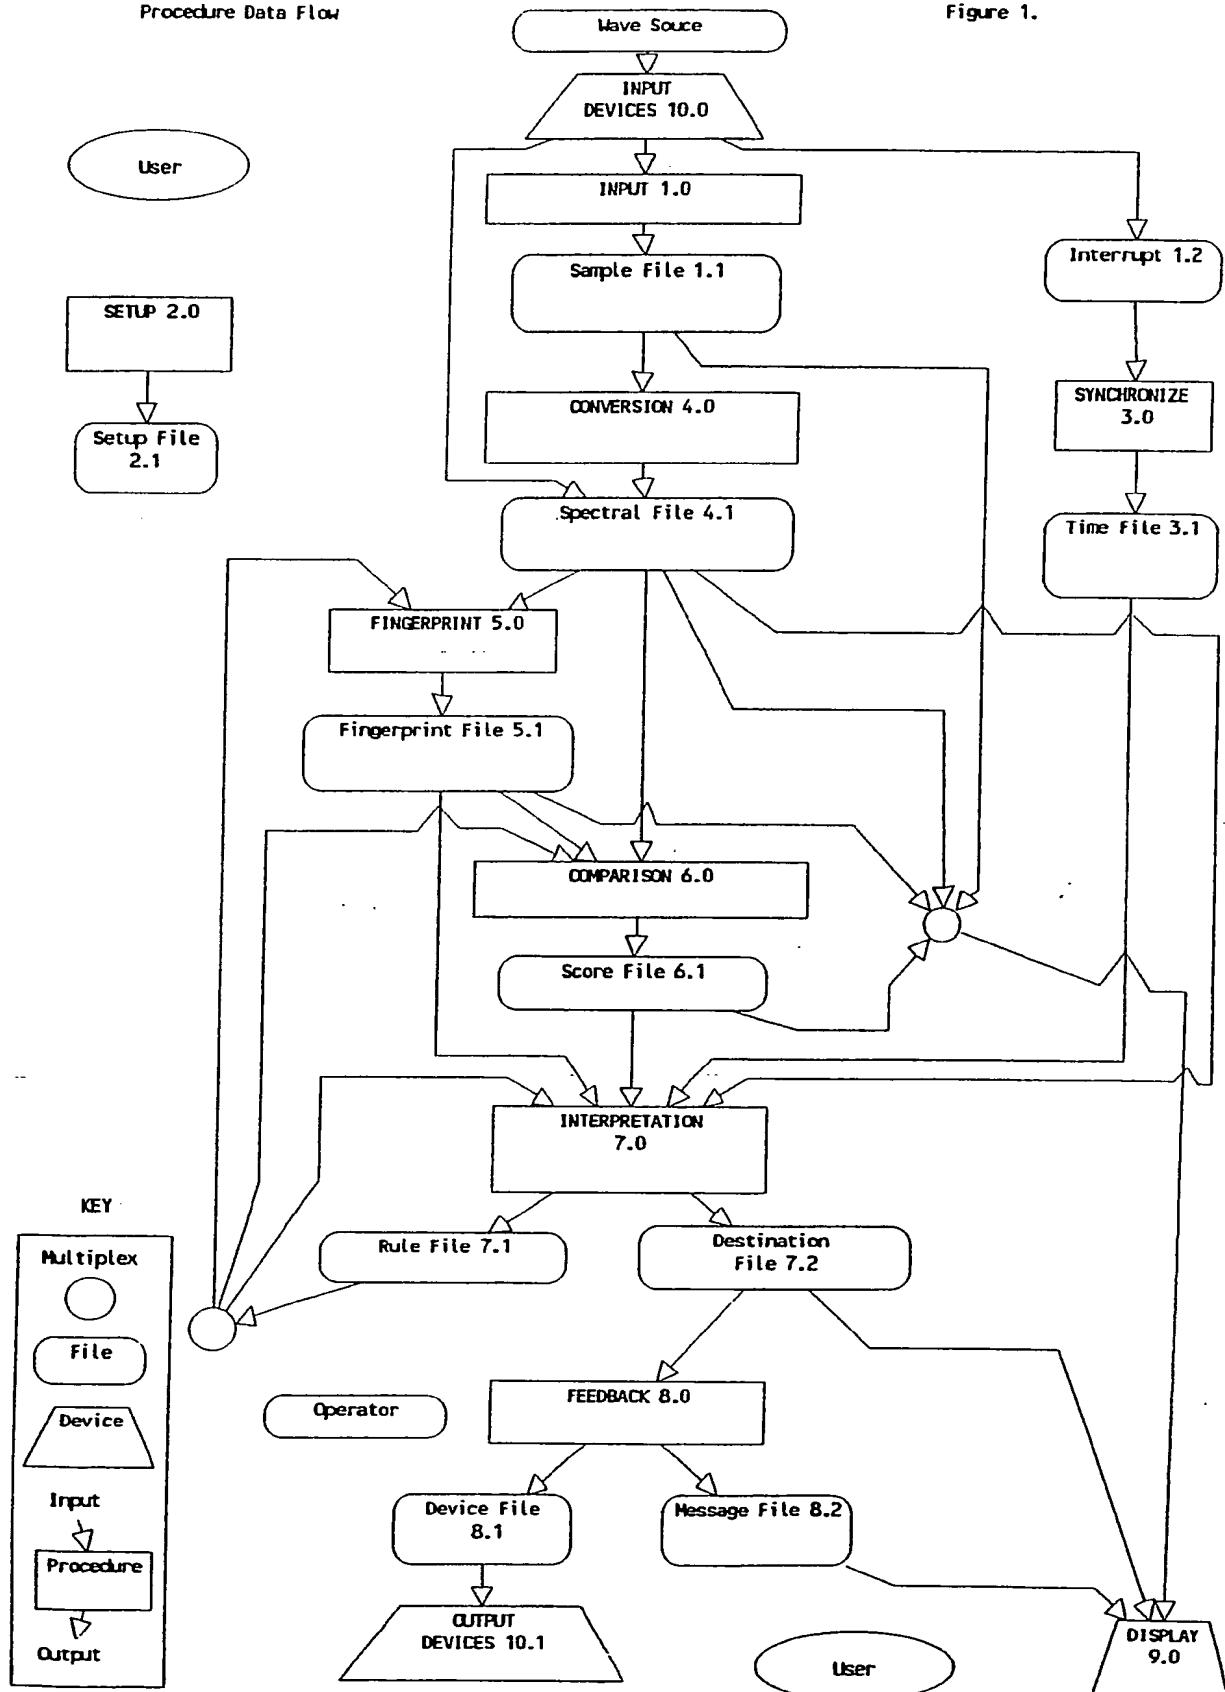 Procedure Data Flow
Figure 1.
Wave Souce
INPUT
DEVICES 10.0
User
INPUT 1.0
Sample File 1.1
Interrupt 1.2
SETUP 2.0
SYNCHRONIZE
3.0
CONVERSION 4.0
Setup File
2.1
Spectral File 4.1
Time File 3.1
FINGERPRINT 5.0
Fingerprint File 5.1
COMPARISON 6.0
Score File 6.1
INTERPRETATION
7.0
KEY
Multiplex
File
Device
Input
Procedure
Output
Rule File 7.1
Destination
File 7.2
Operator
FEEDBACK 8.0
Device File
8.1
Message File 8.2
OUTPUT
DEVICES 10.1
User
DISPLAY
9.0